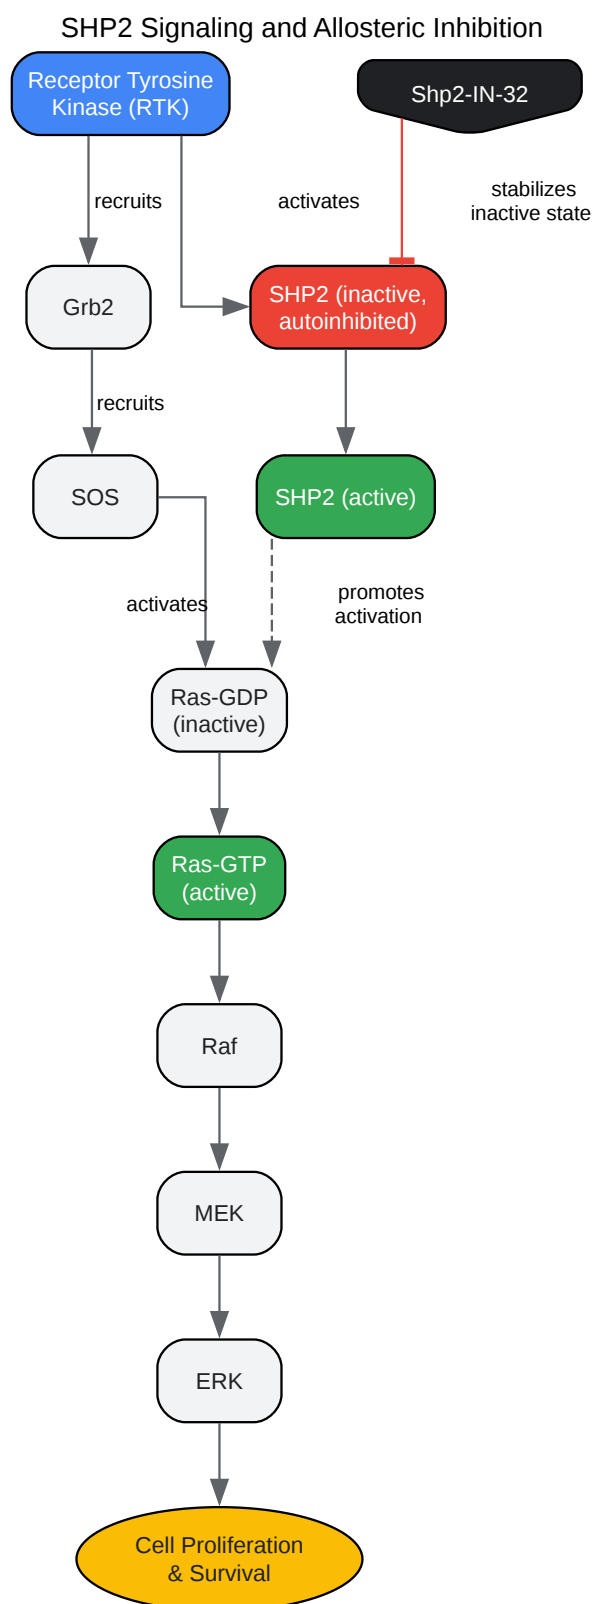 SHP2 Signaling and Allosteric Inhibition
Receptor Tyrosine
Kinase (RTK)
Shp2-IN-32
recruits
activates
stabilizes
inactive state
Grb2
SHP2 (inactive,
autoinhibited)
recruits
SOS
SHP2 (active)
activates
promotes
activation
Ras-GDP
(inactive)
Ras-GTP
(active)
Raf
MEK
ERK
Cell Proliferation
& Survival